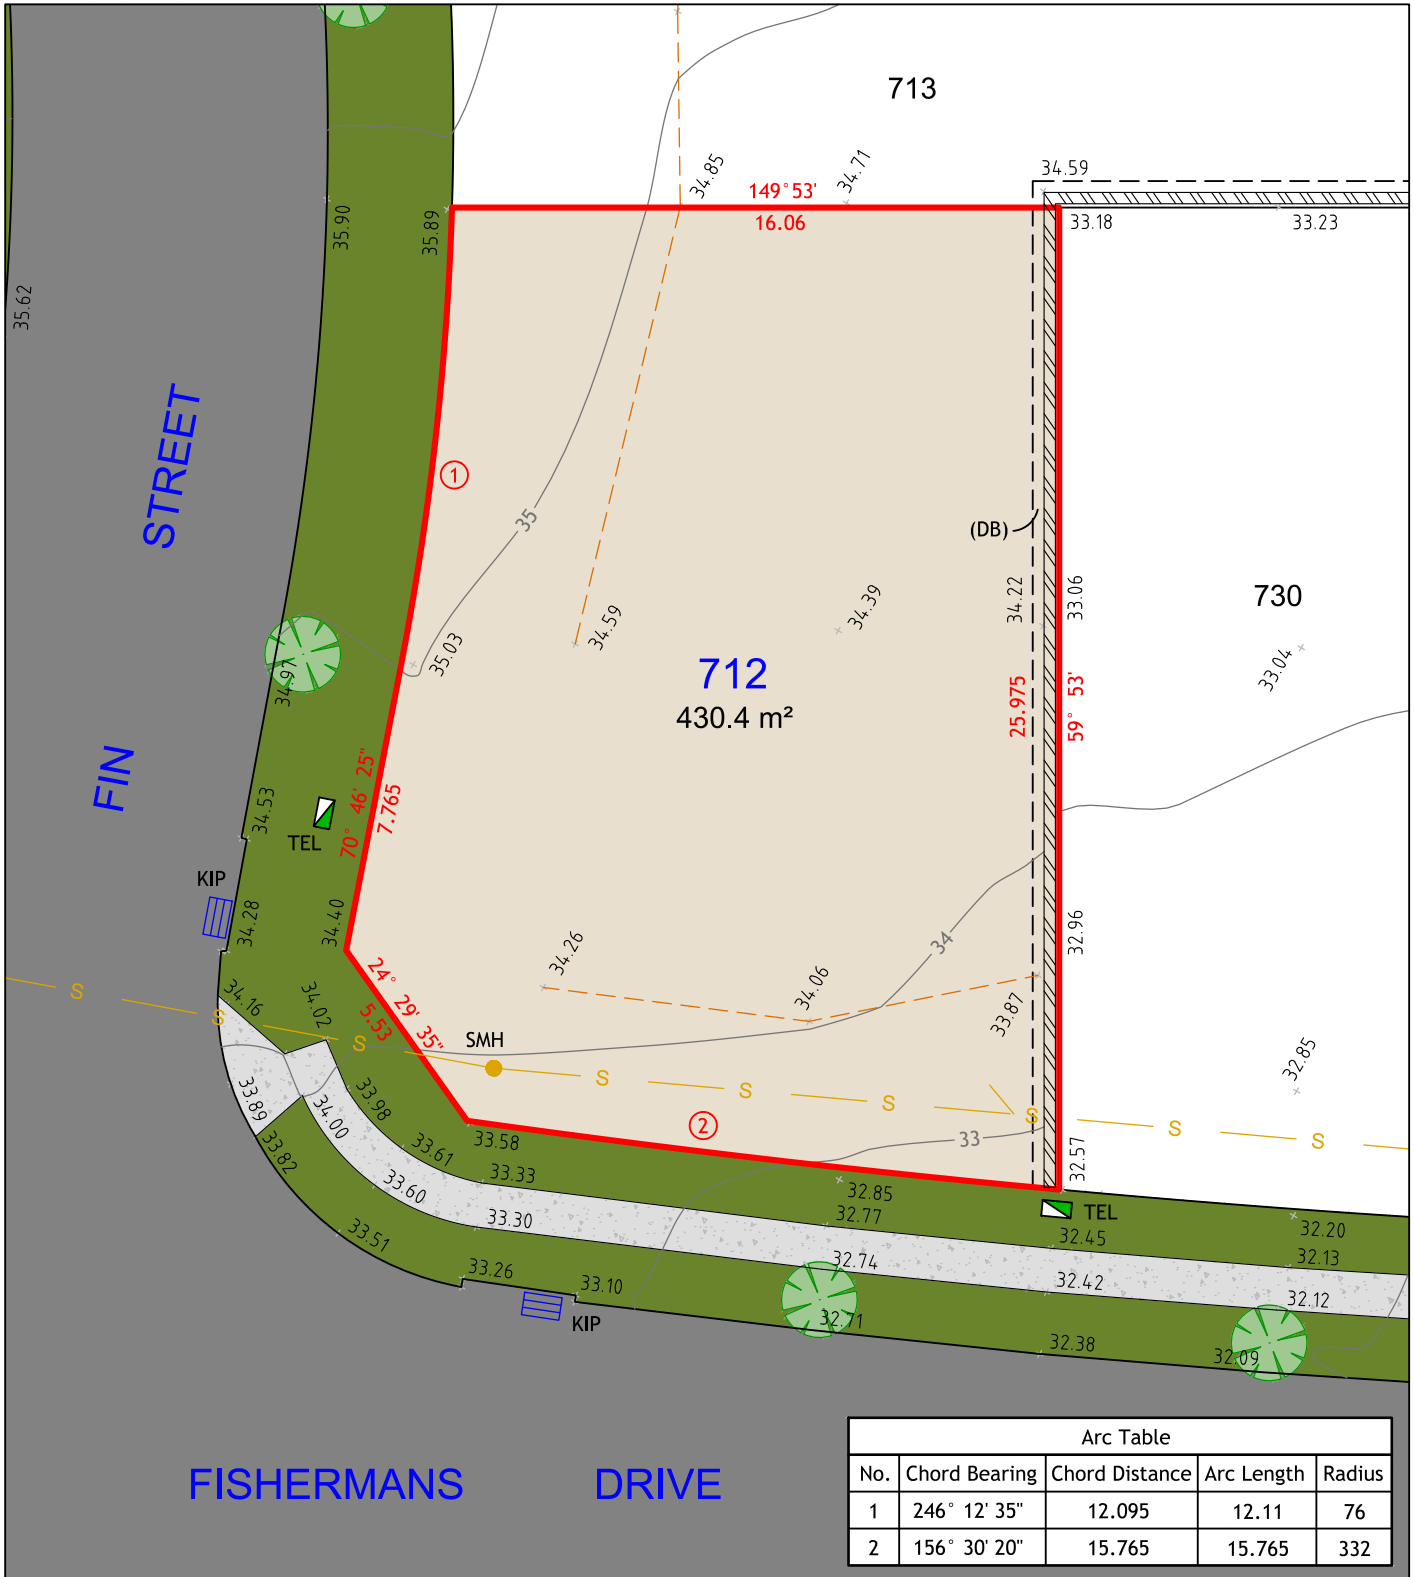 713
34.85
34.71
34.59
149°53'
16.06
35.90
35.89
33.18
33.23
35.62
STREET
FIN
1
35
(DB)
34.22
33.06
730
34.59
34.39
35.03
33.04
712
430.4 m²
25.975
59° 53'
34.97
70° 46' 25"
7.765
34.53
TEL
KIP
34.28
34.40
32.96
34
34.26
34.06
33.87
24° 29' 35"
5.53
34.16
34.02
SMH
S
S
S
S
S
S
S
S
S
32.85
33.89
34.00
33.98
2
33
33.58
32.57
33.82
33.61
33.60
33.33
32.85
TEL
33.30
32.77
32.45
32.20
32.13
33.51
32.74
32.42
32.12
33.26
33.10
KIP
32.71
32.38
32.09
FISHERMANS DRIVE
Arc Table
No. Chord Bearing Chord Distance Arc Length Radius
1 246° 12' 35" 12.095 12.11 76
2 156° 30' 20" 15.765 15.765 332